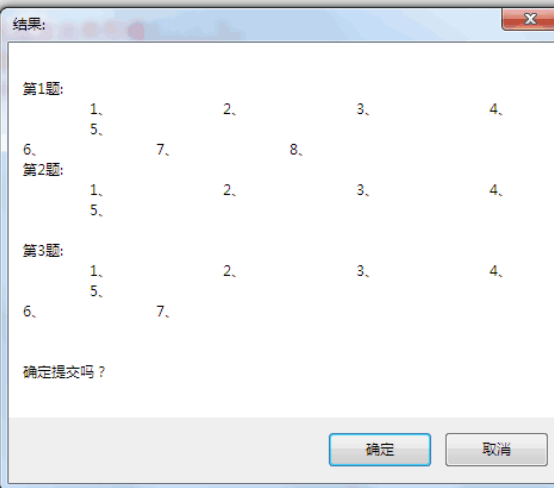 结果:
第1题:
1、 2、 3、 4、
5、
6、 7、 8、
第2题:
1、 2、 3、 4、
5、
第3题:
1、 2、 3、 4、
5、
6、 7、
确定提交吗？
确定 取消